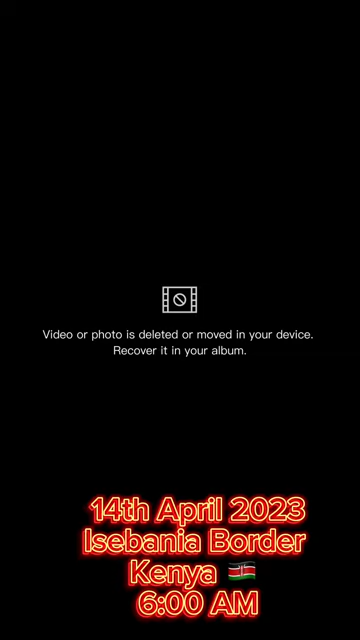 Video or photo is deleted or moved in your device.
Recover it in your album.
14th April 2023
Isebania Border
Kenya 🇰🇪
6:00 AM